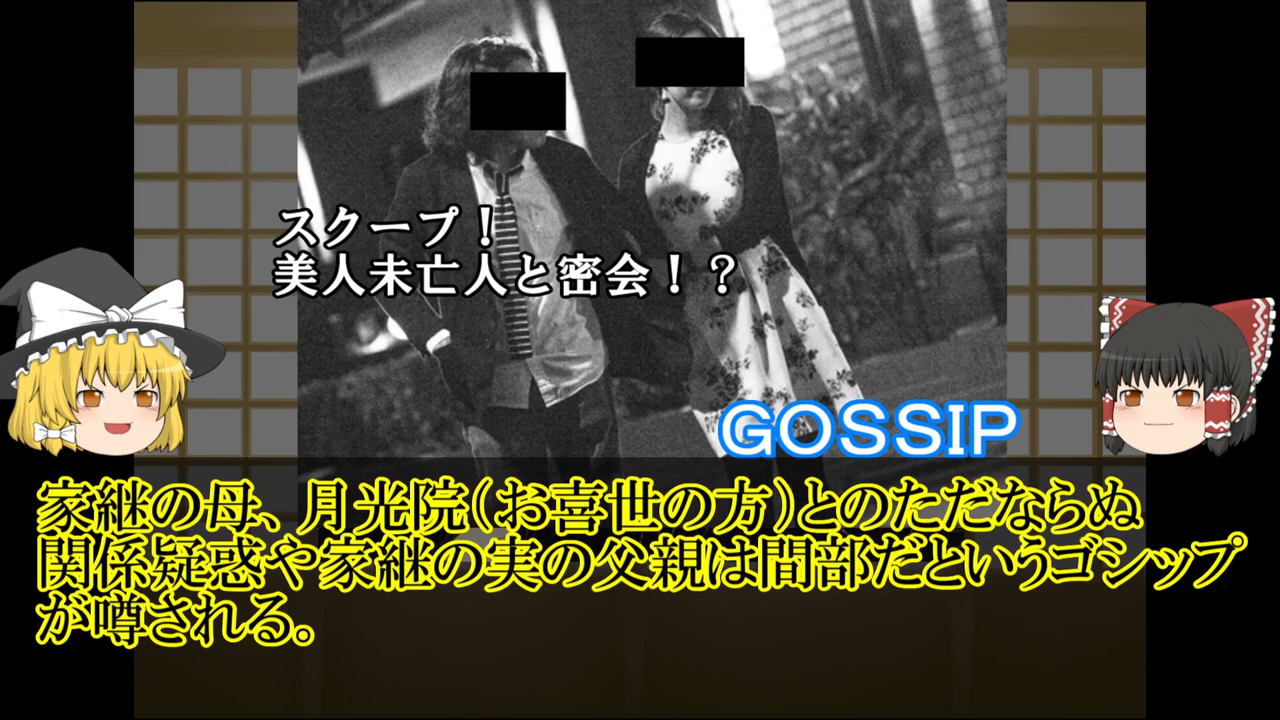 スクープ！
美人未亡人と密会！？
GOSSIP
家継の母、月光院（お喜世の方）とのただならぬ
関係疑惑や家継の実の父親は間部だというゴシップ
が噂される。